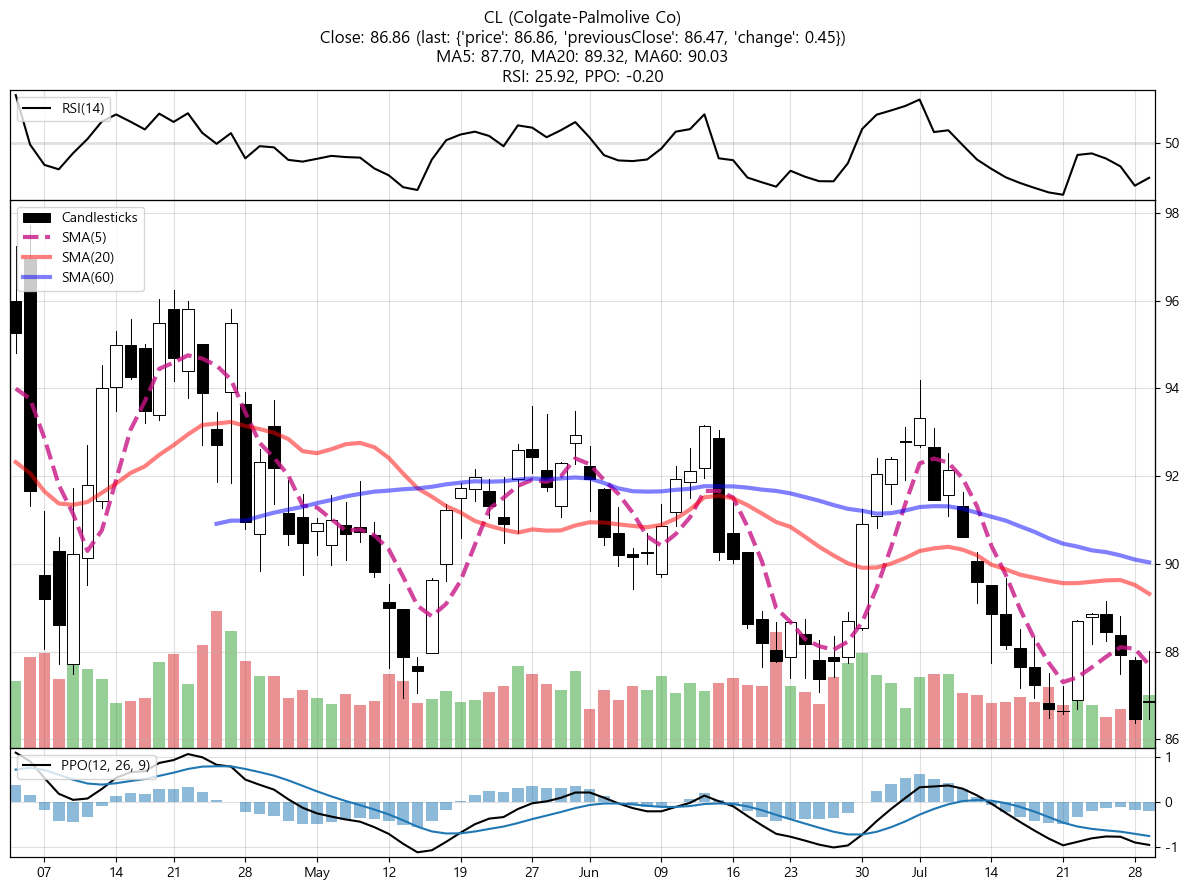 CL (Colgate-Palmolive Co)
Close: 86.86 (last: {'price': 86.86, 'previousClose': 86.47, 'change': 0.45})
MA5: 87.70, MA20: 89.32, MA60: 90.03
RSI: 25.92, PPO: -0.20
RSI(14)
50
Candlesticks
SMA(5)
SMA(20)
SMA(60)
98
96
94
92
90
88
86
PPO(12, 26, 9)
1
0
-1
07 14 21 28 May 12 19 27 Jun 09 16 23 30 Jul 14 21 28